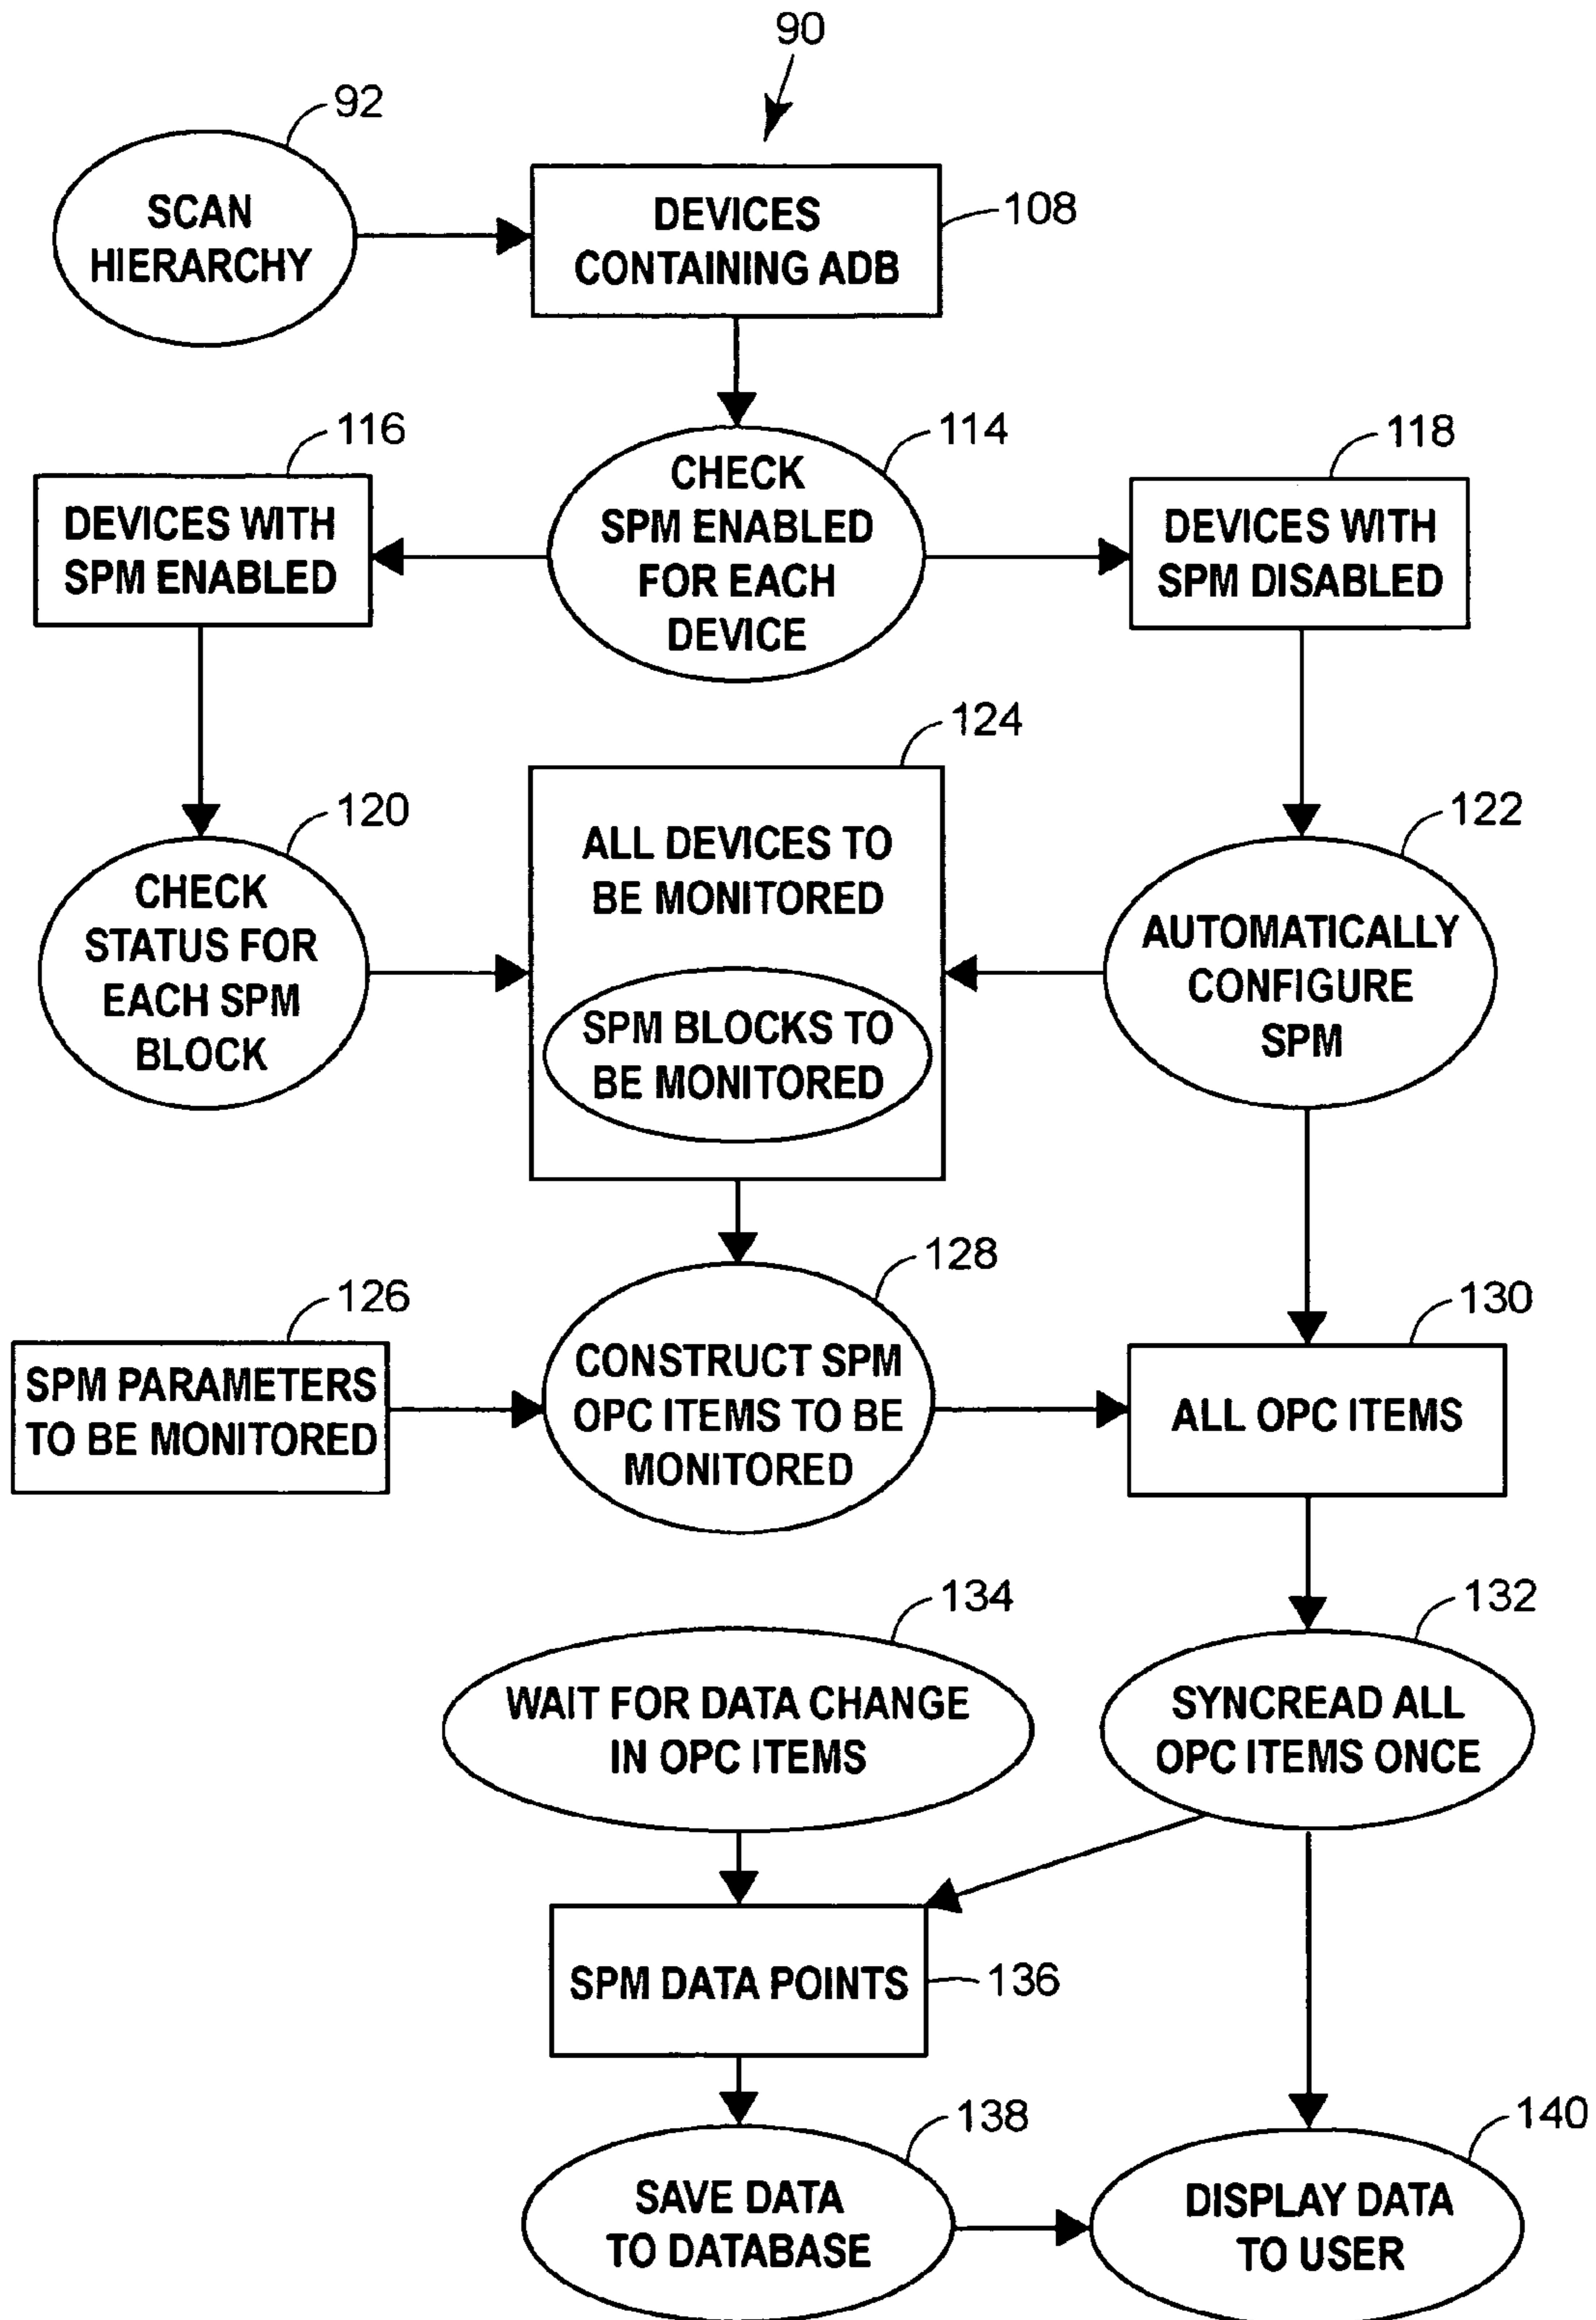 90
92
SCAN
HIERARCHY
DEVICES
CONTAINING ADB
108
116
DEVICES WITH
SPM ENABLED
114
CHECK
SPM ENABLED
FOR EACH
DEVICE
118
DEVICES WITH
SPM DISABLED
120
CHECK
STATUS FOR
EACH SPM
BLOCK
124
ALL DEVICES TO
BE MONITORED
SPM BLOCKS TO
BE MONITORED
122
AUTOMATICALLY
CONFIGURE
SPM
126
SPM PARAMETERS
TO BE MONITORED
128
CONSTRUCT SPM
OPC ITEMS TO BE
MONITORED
130
ALL OPC ITEMS
134
WAIT FOR DATA CHANGE
IN OPC ITEMS
132
SYNCREAD ALL
OPC ITEMS ONCE
SPM DATA POINTS
136
138
SAVE DATA
TO DATABASE
140
DISPLAY DATA
TO USER